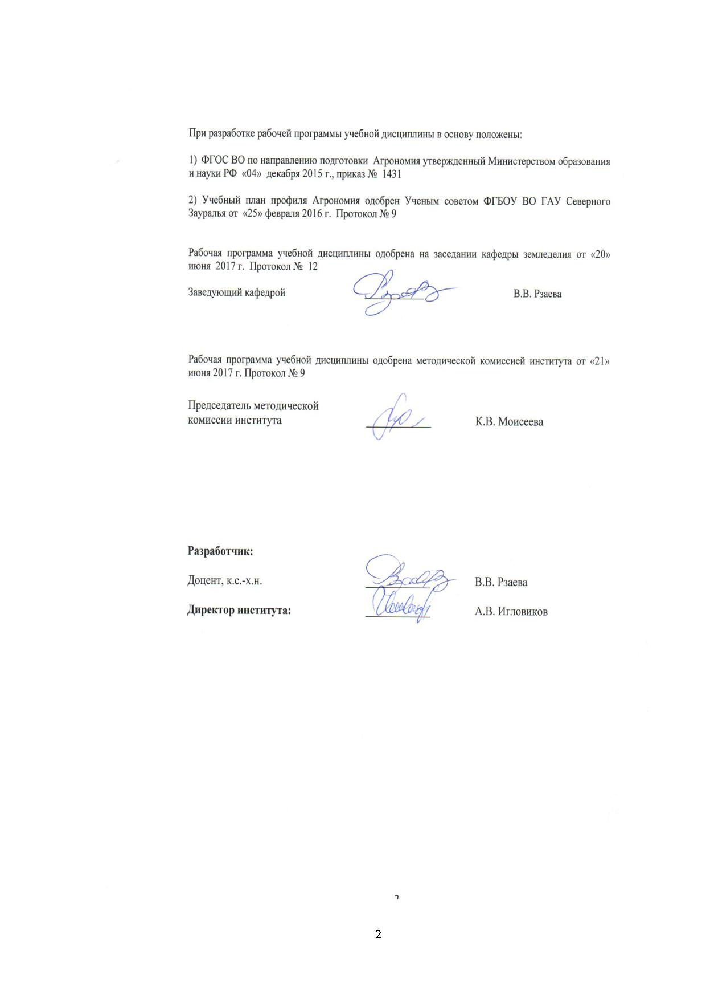 При разработке рабочей программы учебной дисциплины в основу положены:
1) ФГОС ВО по направлению подготовки Агрономия утвержденный Министерством образования
и науки РФ «04» декабря 2015 г., приказ № 1431
2) Учебный план профиля Агрономия одобрен Ученым советом ФГБОУ ВО ГАУ Северного
Зауралья от «25» февраля 2016 г. Протокол № 9
Рабочая программа учебной дисциплины одобрена на заседании кафедры земледелия от «20»
июня 2017 г. Протокол № 12
Заведующий кафедрой В.В. Рзаева
Рабочая программа учебной дисциплины одобрена методической комиссией института от «21»
июня 2017 г. Протокол № 9
Председатель методической
комиссии института К.В. Моисеева
Разработчик:
Доцент, к.с.-х.н. В.В. Рзаева
Директор института: А.В. Игловиков
2